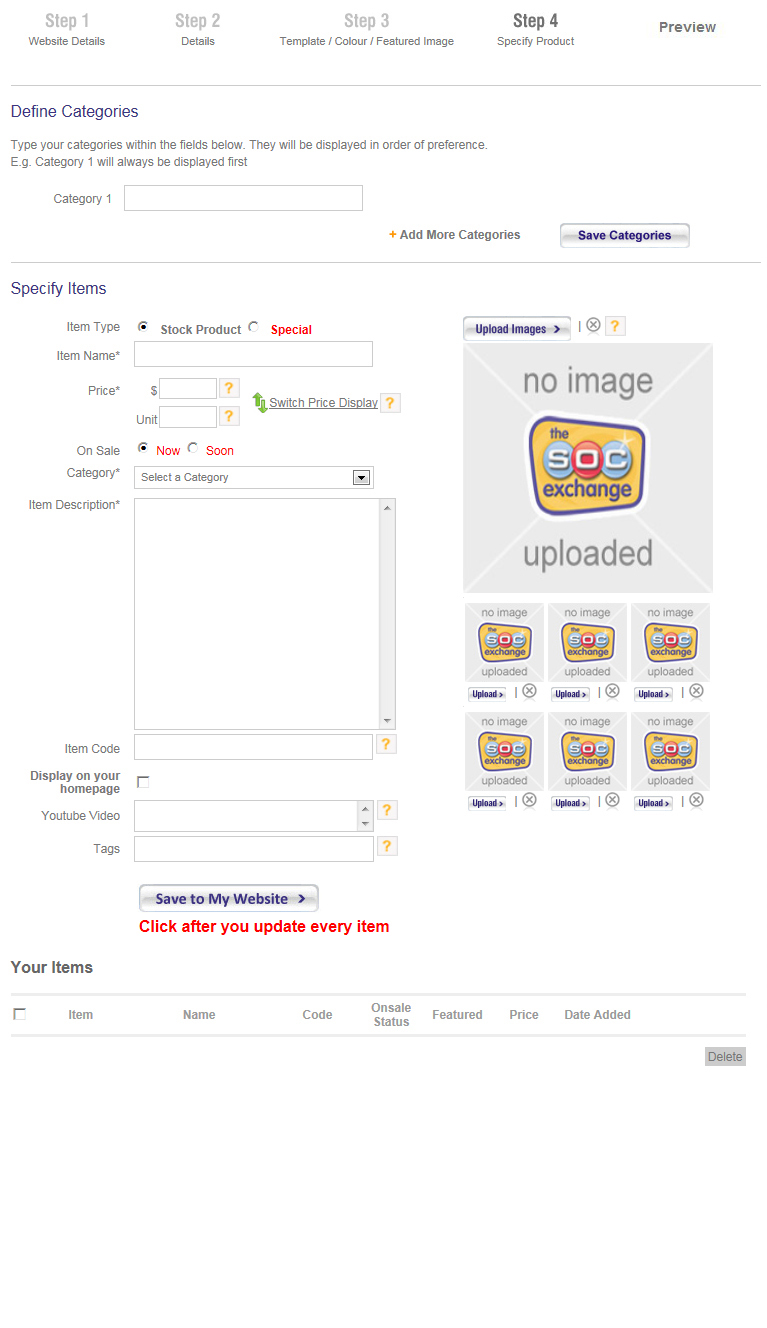 Step 1 Step 2 Step 3 Step 4 Preview
Website Details Details Template / Colour / Featured Image Specify Product
Define Categories
Type your categories within the fields below. They will be displayed in order of preference.
E.g. Category 1 will always be displayed first
Category 1
+ Add More Categories Save Categories
Specify Items
Item Type Stock Product Special
Upload Images > | ?
Item Name*
Price* $ ?
Switch Price Display ?
Unit ?
On Sale Now Soon
Category* Select a Category
Item Description*
no image
the
SOC
exchange
uploaded
no image no image no image
the the the
SOC SOC SOC
exchange exchange exchange
uploaded uploaded uploaded
Upload > | Upload > | Upload > |
no image no image no image
the the the
SOC SOC SOC
exchange exchange exchange
uploaded uploaded uploaded
Upload > | Upload > | Upload > |
Item Code ?
Display on your
homepage
Youtube Video ?
Tags ?
Save to My Website >
Click after you update every item
Your Items
Item Name Code Onsale Status Featured Price Date Added
Delete